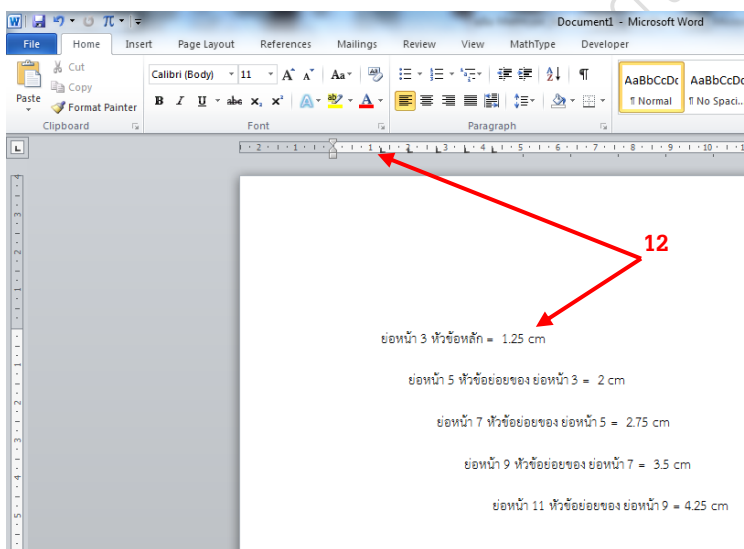 Document1 - Microsoft Word
File Home Insert Page Layout References Mailings Review View MathType Developer
Cut
Copy
Paste
Format Painter
Clipboard
Calibri (Body) 11
B I U abc
Font
Paragraph
AaBbCcDc AaBbCcDc
¶ Normal ¶ No Spaci...
12
ย่อหน้า 3 หัวข้อหลัก = 1.25 cm
ย่อหน้า 5 หัวข้อย่อยของ ย่อหน้า 3 = 2 cm
ย่อหน้า 7 หัวข้อย่อยของ ย่อหน้า 5 = 2.75 cm
ย่อหน้า 9 หัวข้อย่อยของ ย่อหน้า 7 = 3.5 cm
ย่อหน้า 11 หัวข้อย่อยของ ย่อหน้า 9 = 4.25 cm